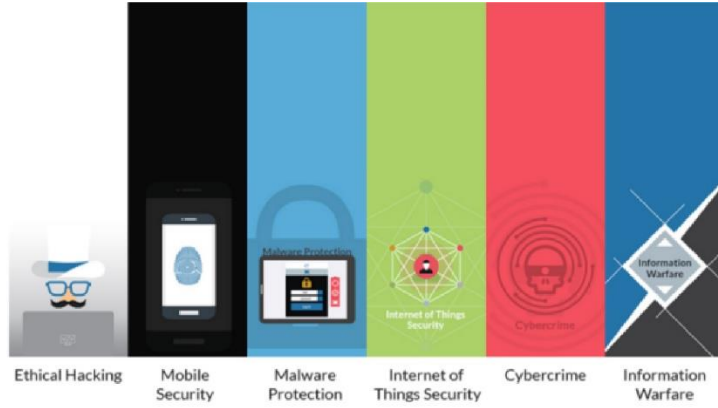 Malware Protection
Internet of Things
Security
Cybercrime
Information
Warfare
Ethical Hacking
Mobile
Security
Malware
Protection
Internet of
Things Security
Cybercrime
Information
Warfare